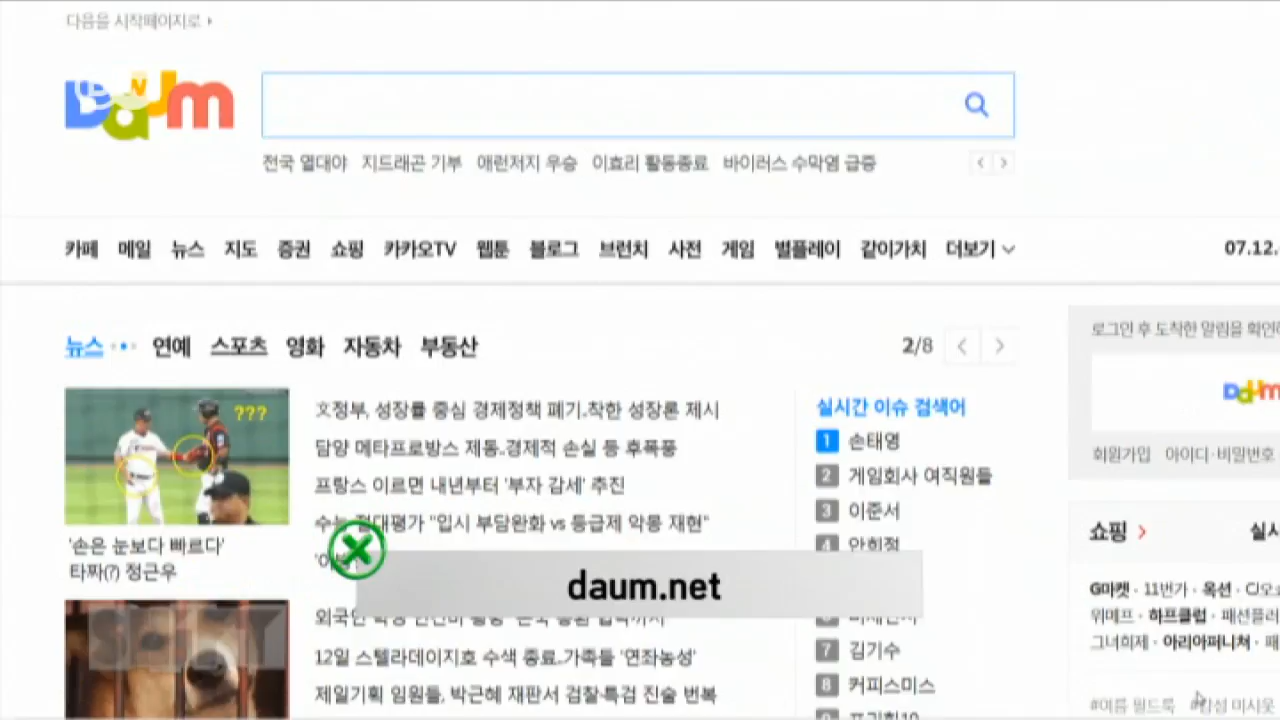 다음을 시작페이지로
Daum
전국 열대야 지드래곤 기부 애런저지 우승 이효리 활동종료 바이러스 수막염 급증
카페 메일 뉴스 지도 증권 쇼핑 카카오TV 웹툰 블로그 브런치 사전 게임 별플레이 같이가치 더보기
07.12.
뉴스 연예 스포츠 영화 자동차 부동산
2/8
로그인 후 도착한 알림을 확인
???
文정부, 성장률 중심 경제정책 폐기..착한 성장론 제시
담양 메타프로방스 제동..경제적 손실 등 후폭풍
프랑스 이르면 내년부터 '부자 감세' 추진
수능 절대평가 "입시 부담완화 vs 등급제 악몽 재현"
'손은 눈보다 빠르다'
타짜(?) 정근우
실시간 이슈 검색어
1 손태영
2 게임회사 여직원들
3 이준서
4 안희정
Daum
회원가입 아이디·비밀번호
쇼핑
daum.net
12일 스텔라데이지호 수색 종료..가족들 '연좌농성'
제일기획 임원들, 박근혜 재판서 검찰·특검 진술 번복
7 김기수
8 커피스미스
G마켓 · 11번가 · 옥션 ·
위메프 · 하프클럽 ·
그녀희제 · 아리아퍼니쳐 ·
#여름 필드룩